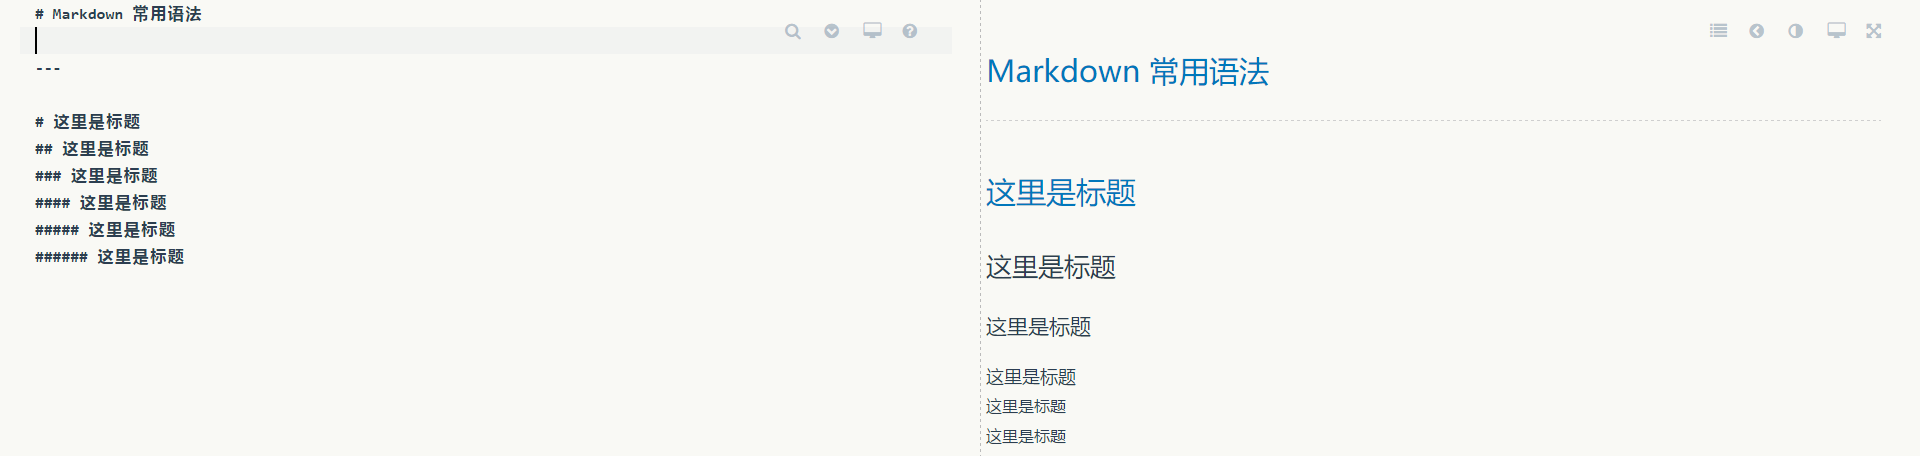 # Markdown 常用语法
---
# 这里是标题
## 这里是标题
### 这里是标题
#### 这里是标题
##### 这里是标题
###### 这里是标题
Markdown 常用语法
这里是标题
这里是标题
这里是标题
这里是标题
这里是标题
这里是标题